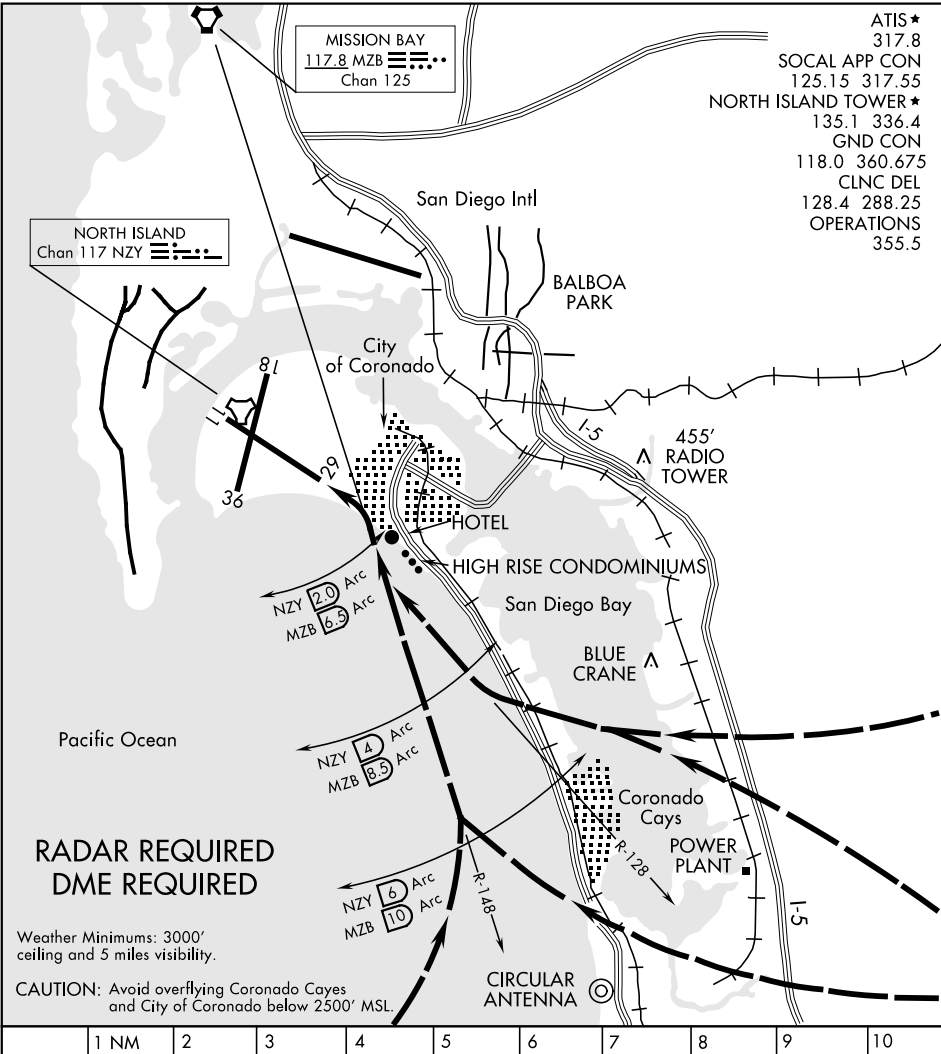 ATIS★
317.8
SOCAL APP CON
125.15 317.55
NORTH ISLAND TOWER★
135.1 336.4
GND CON
118.0 360.675
CLNC DEL
128.4 288.25
OPERATIONS
355.5
MISSION BAY
117.8 MZB
Chan 125
San Diego Intl
NORTH ISLAND
Chan 117 NZY
BALBOA
PARK
City
of Coronado
18
11
36
29
I-5
455'
RADIO
TOWER
HOTEL
HIGH RISE CONDOMINIUMS
NZY 2.0 Arc
MZB 6.5 Arc
San Diego Bay
BLUE
CRANE
Pacific Ocean
NZY 4 Arc
MZB 8.5 Arc
Coronado
Cays
POWER
PLANT
R-128
RADAR REQUIRED
DME REQUIRED
NZY 6 Arc
MZB 10 Arc
R-148
I-5
Weather Minimums: 3000'
ceiling and 5 miles visibility.
CAUTION: Avoid overflying Coronado Cayes
and City of Coronado below 2500' MSL.
CIRCULAR
ANTENNA
1 NM 2 3 4 5 6 7 8 9 10